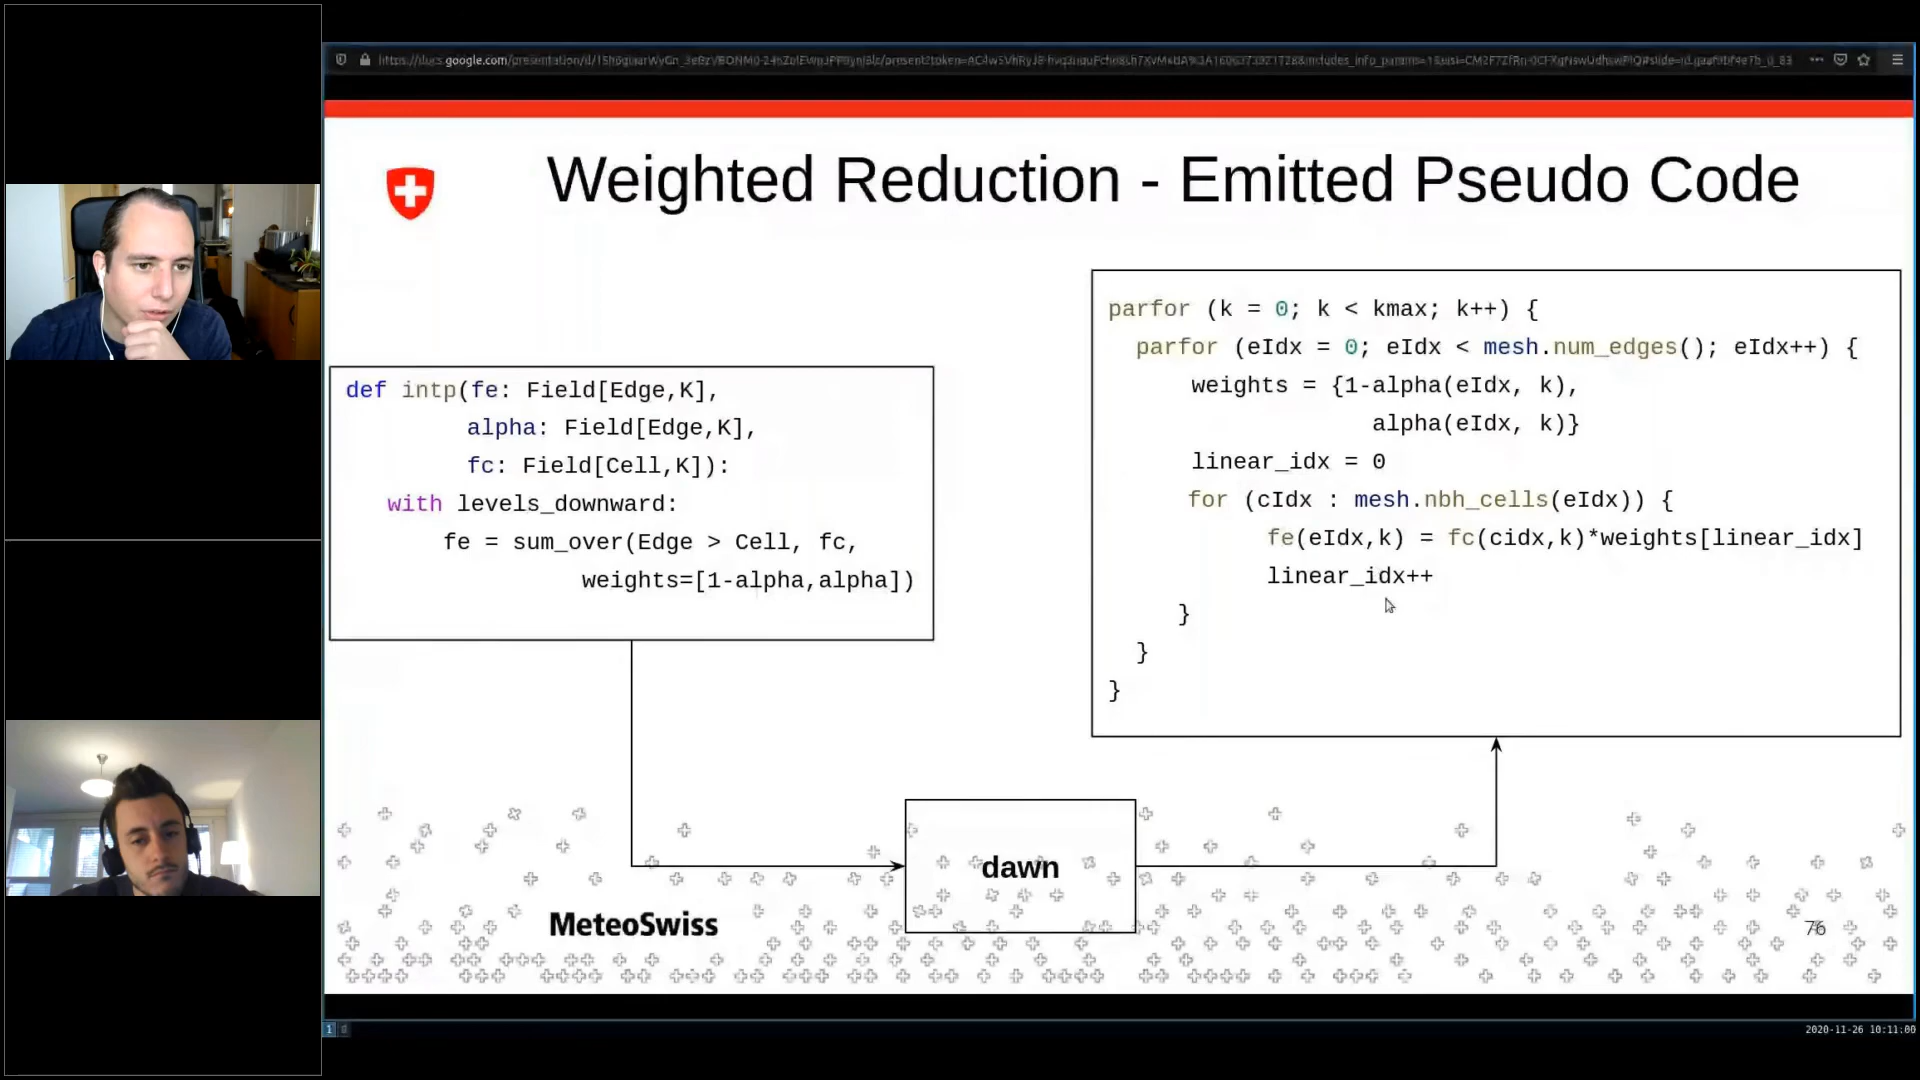 Weighted Reduction - Emitted Pseudo Code
def intp(fe: Field[Edge,K],
alpha: Field[Edge,K],
fc: Field[Cell,K]):
with levels_downward:
fe = sum_over(Edge > Cell, fc,
weights=[1-alpha,alpha])
parfor (k = 0; k < kmax; k++) {
parfor (eIdx = 0; eIdx < mesh.num_edges(); eIdx++) {
weights = {1-alpha(eIdx, k),
alpha(eIdx, k)}
linear_idx = 0
for (cIdx : mesh.nbh_cells(eIdx)) {
fe(eIdx,k) = fc(cidx,k)*weights[linear_idx]
linear_idx++
}
}
}
dawn
MeteoSwiss
76
1
2020-11-26 10:11:00